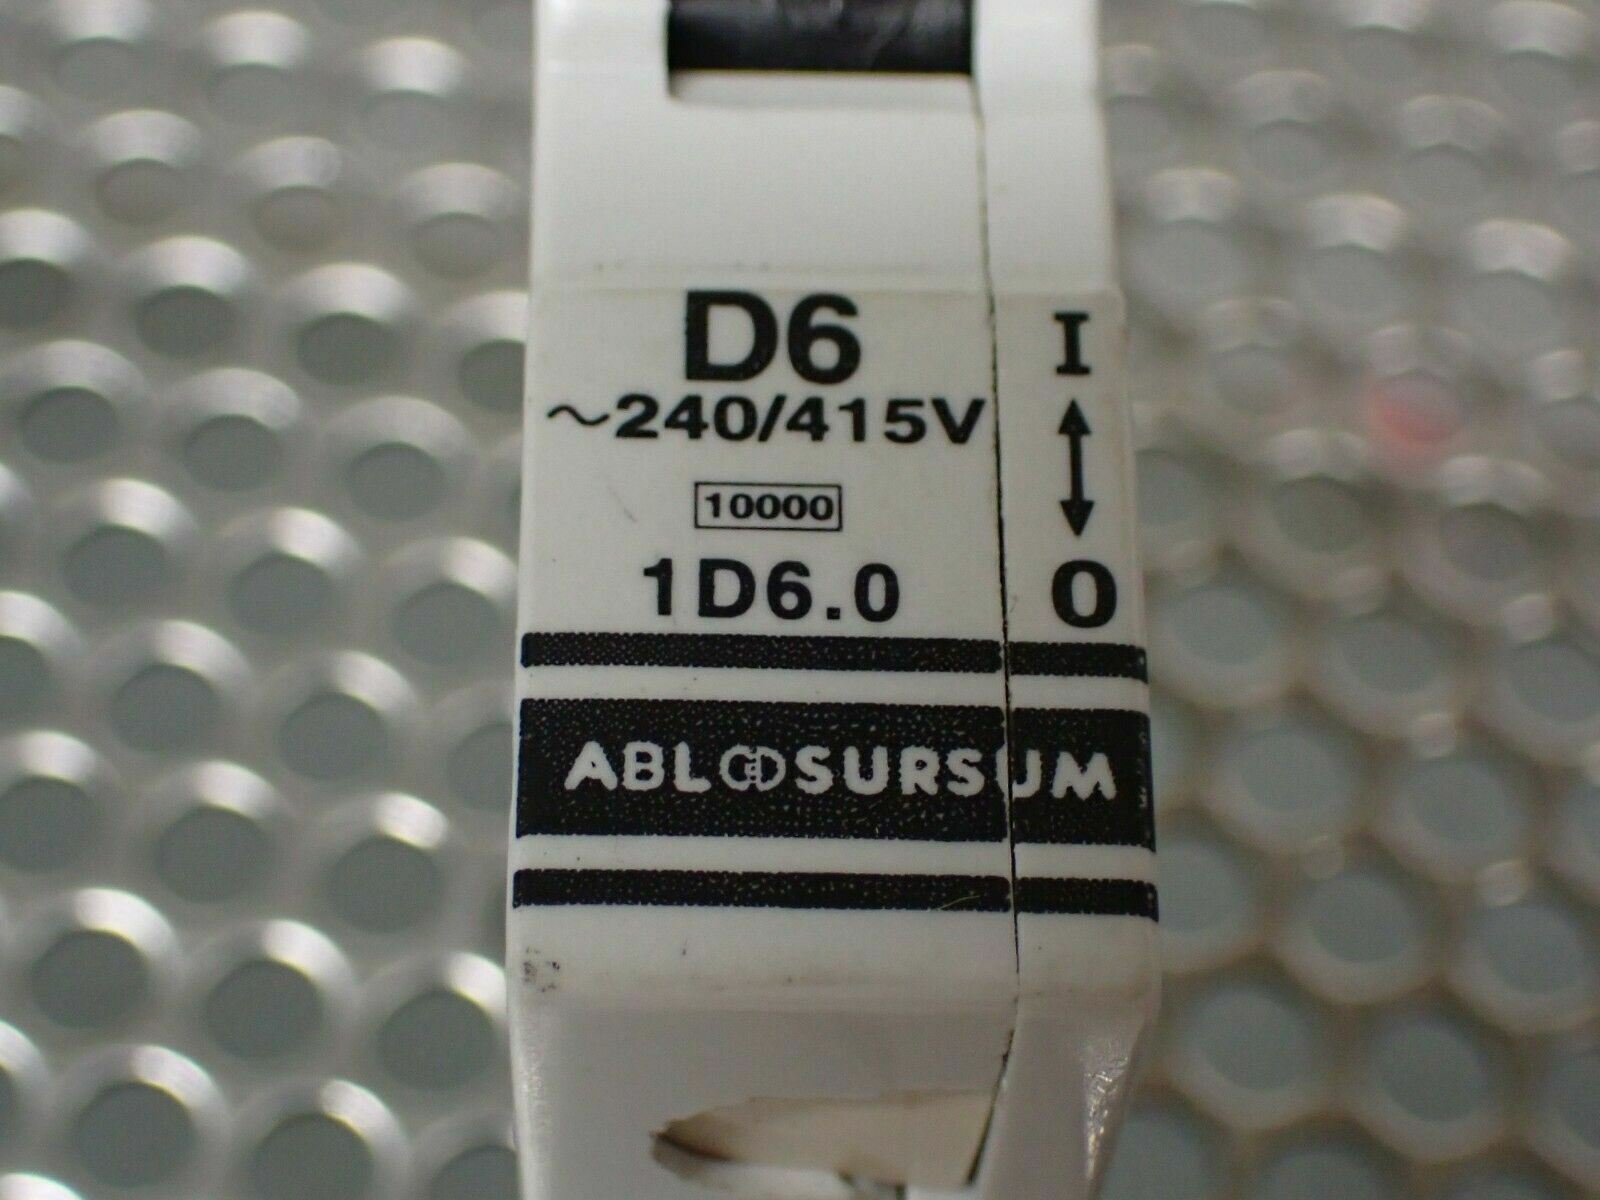 D6
I
~240/415V
10000
1D6.0
O
ABL SURSUM